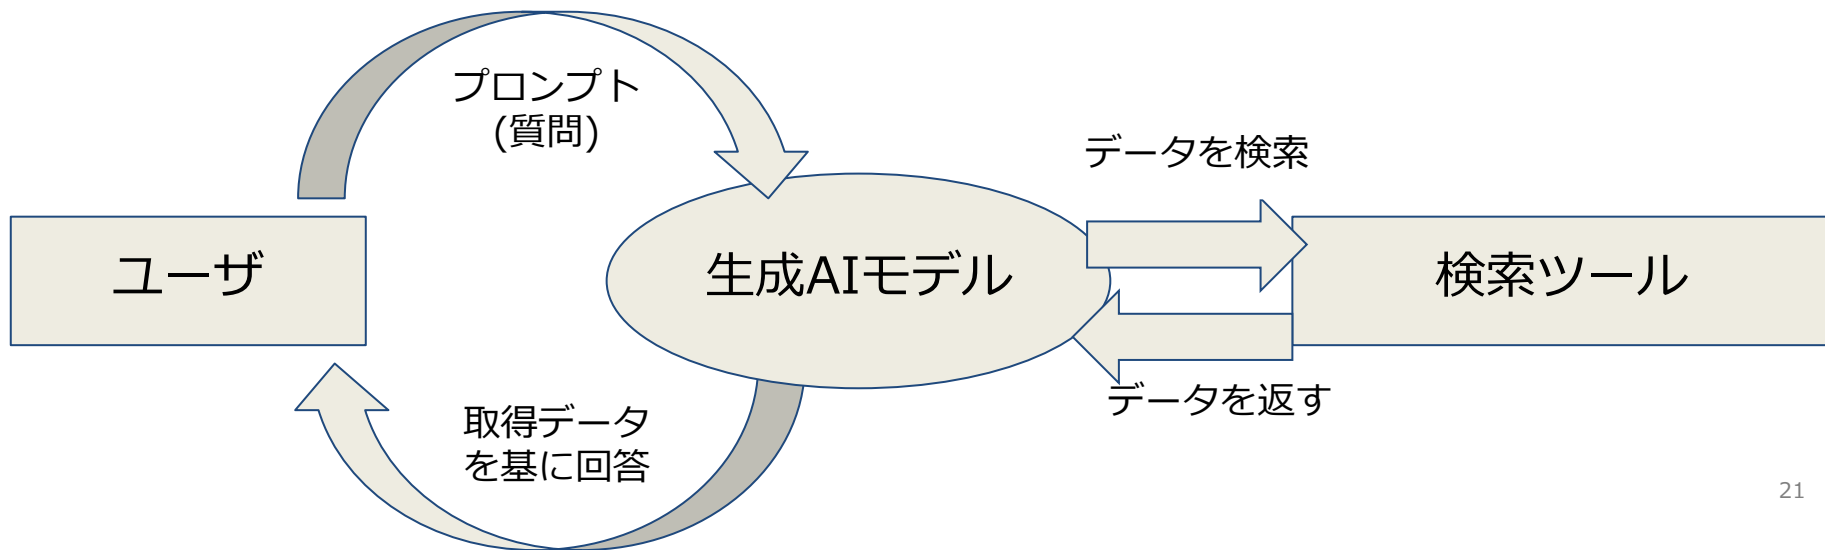 プロンプト
(質問)
データを検索
ユーザ
生成AIモデル
検索ツール
データを返す
取得データ
を基に回答
21